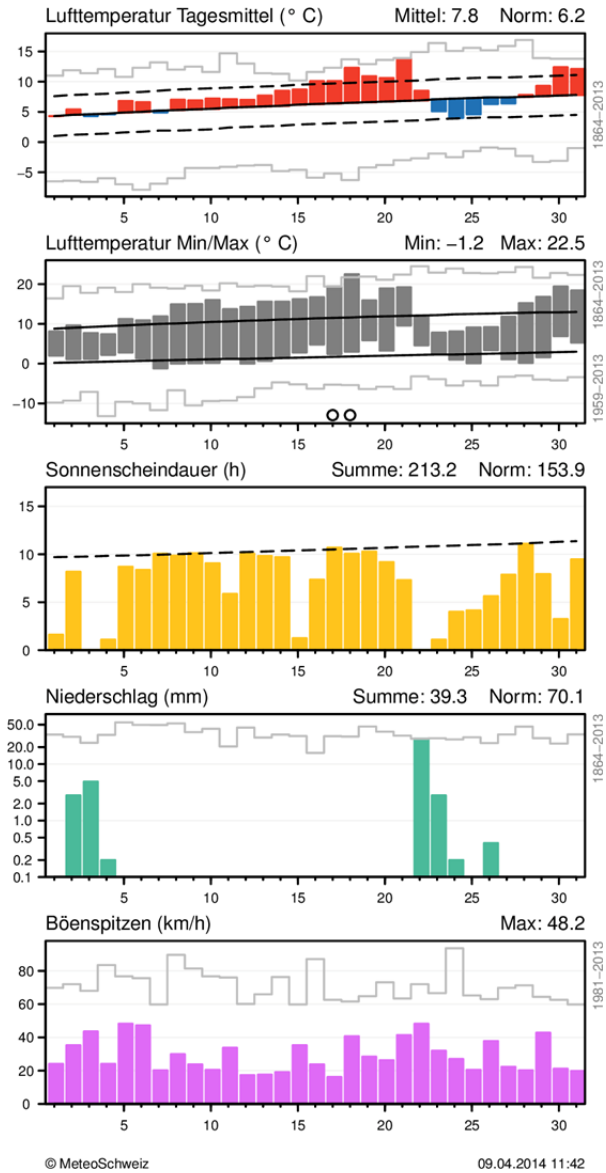 Lufttemperatur Tagesmittel (° C) Mittel: 7.8 Norm: 6.2
15
10
5
0
−5
5 10 15 20 25 30
1864−2013
Lufttemperatur Min/Max (° C) Min: −1.2 Max: 22.5
20
10
0
−10
5 10 15 20 25 30
1864−2013
1959−2013
Sonnenscheindauer (h) Summe: 213.2 Norm: 153.9
15
10
5
0
5 10 15 20 25 30
Niederschlag (mm) Summe: 39.3 Norm: 70.1
50.0
20.0
10.0
5.0
2.0
1.0
0.5
0.2
0.1
5 10 15 20 25 30
1864−2013
Böenspitzen (km/h) Max: 48.2
80
60
40
20
0
5 10 15 20 25 30
1981−2013
© MeteoSchweiz 09.04.2014 11:42